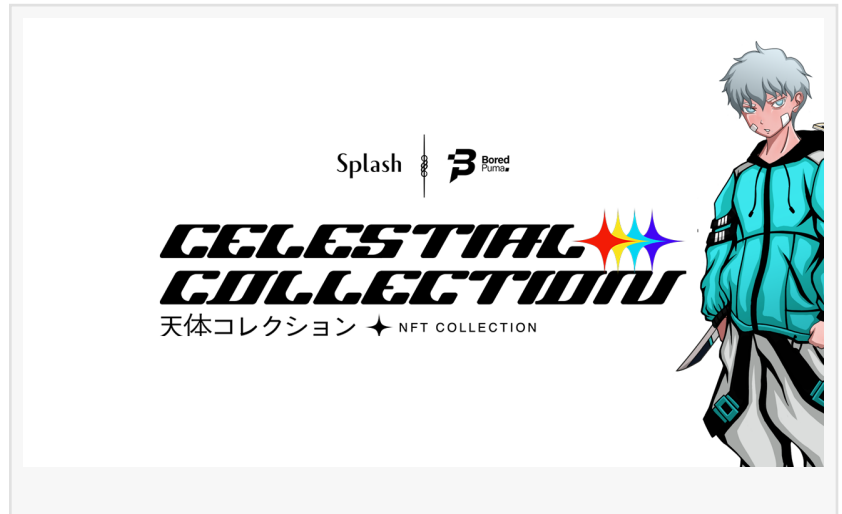 Splash
Bored
Puma
CELESTIAL
COLLECTION
天体コレクション NFT COLLECTION